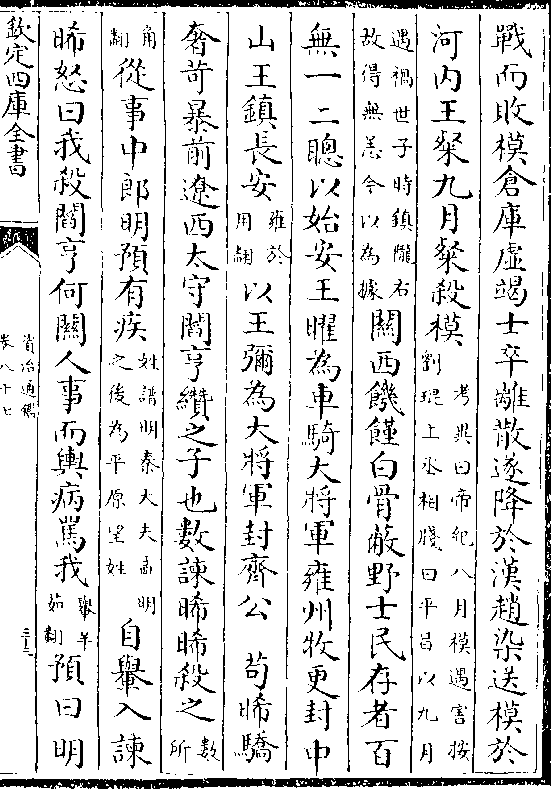 戰而敗模倉庫虛竭士卒離散遂降於漢趙染送模於
河内王粲九月粲殺模
考異曰帝紀八月模遇害按
劉琨上丞相牋曰平昌以九月
遇禍世子時鎮隴右
故得無恙今以為據
關西饑饉白骨蔽野士民存者百
無一二聰以始安王曜為車騎大將軍雍州牧更封中
山王鎮長安
雍於
用翻
以王彌為大將軍封齊公 苟晞驕
奢苛暴前遼西太守閻亨纘之子也數諫晞晞殺之
數
所
角
翻
從事中郎明預有疾
姓譜明秦大夫孟明
之後為平原望姓
自轝入諫
晞怒曰我殺閻亨何關人事而輿病罵我
轝羊
茹翻
預曰明
欽定四庫全書
資治通鑑
卷八十七
二十三